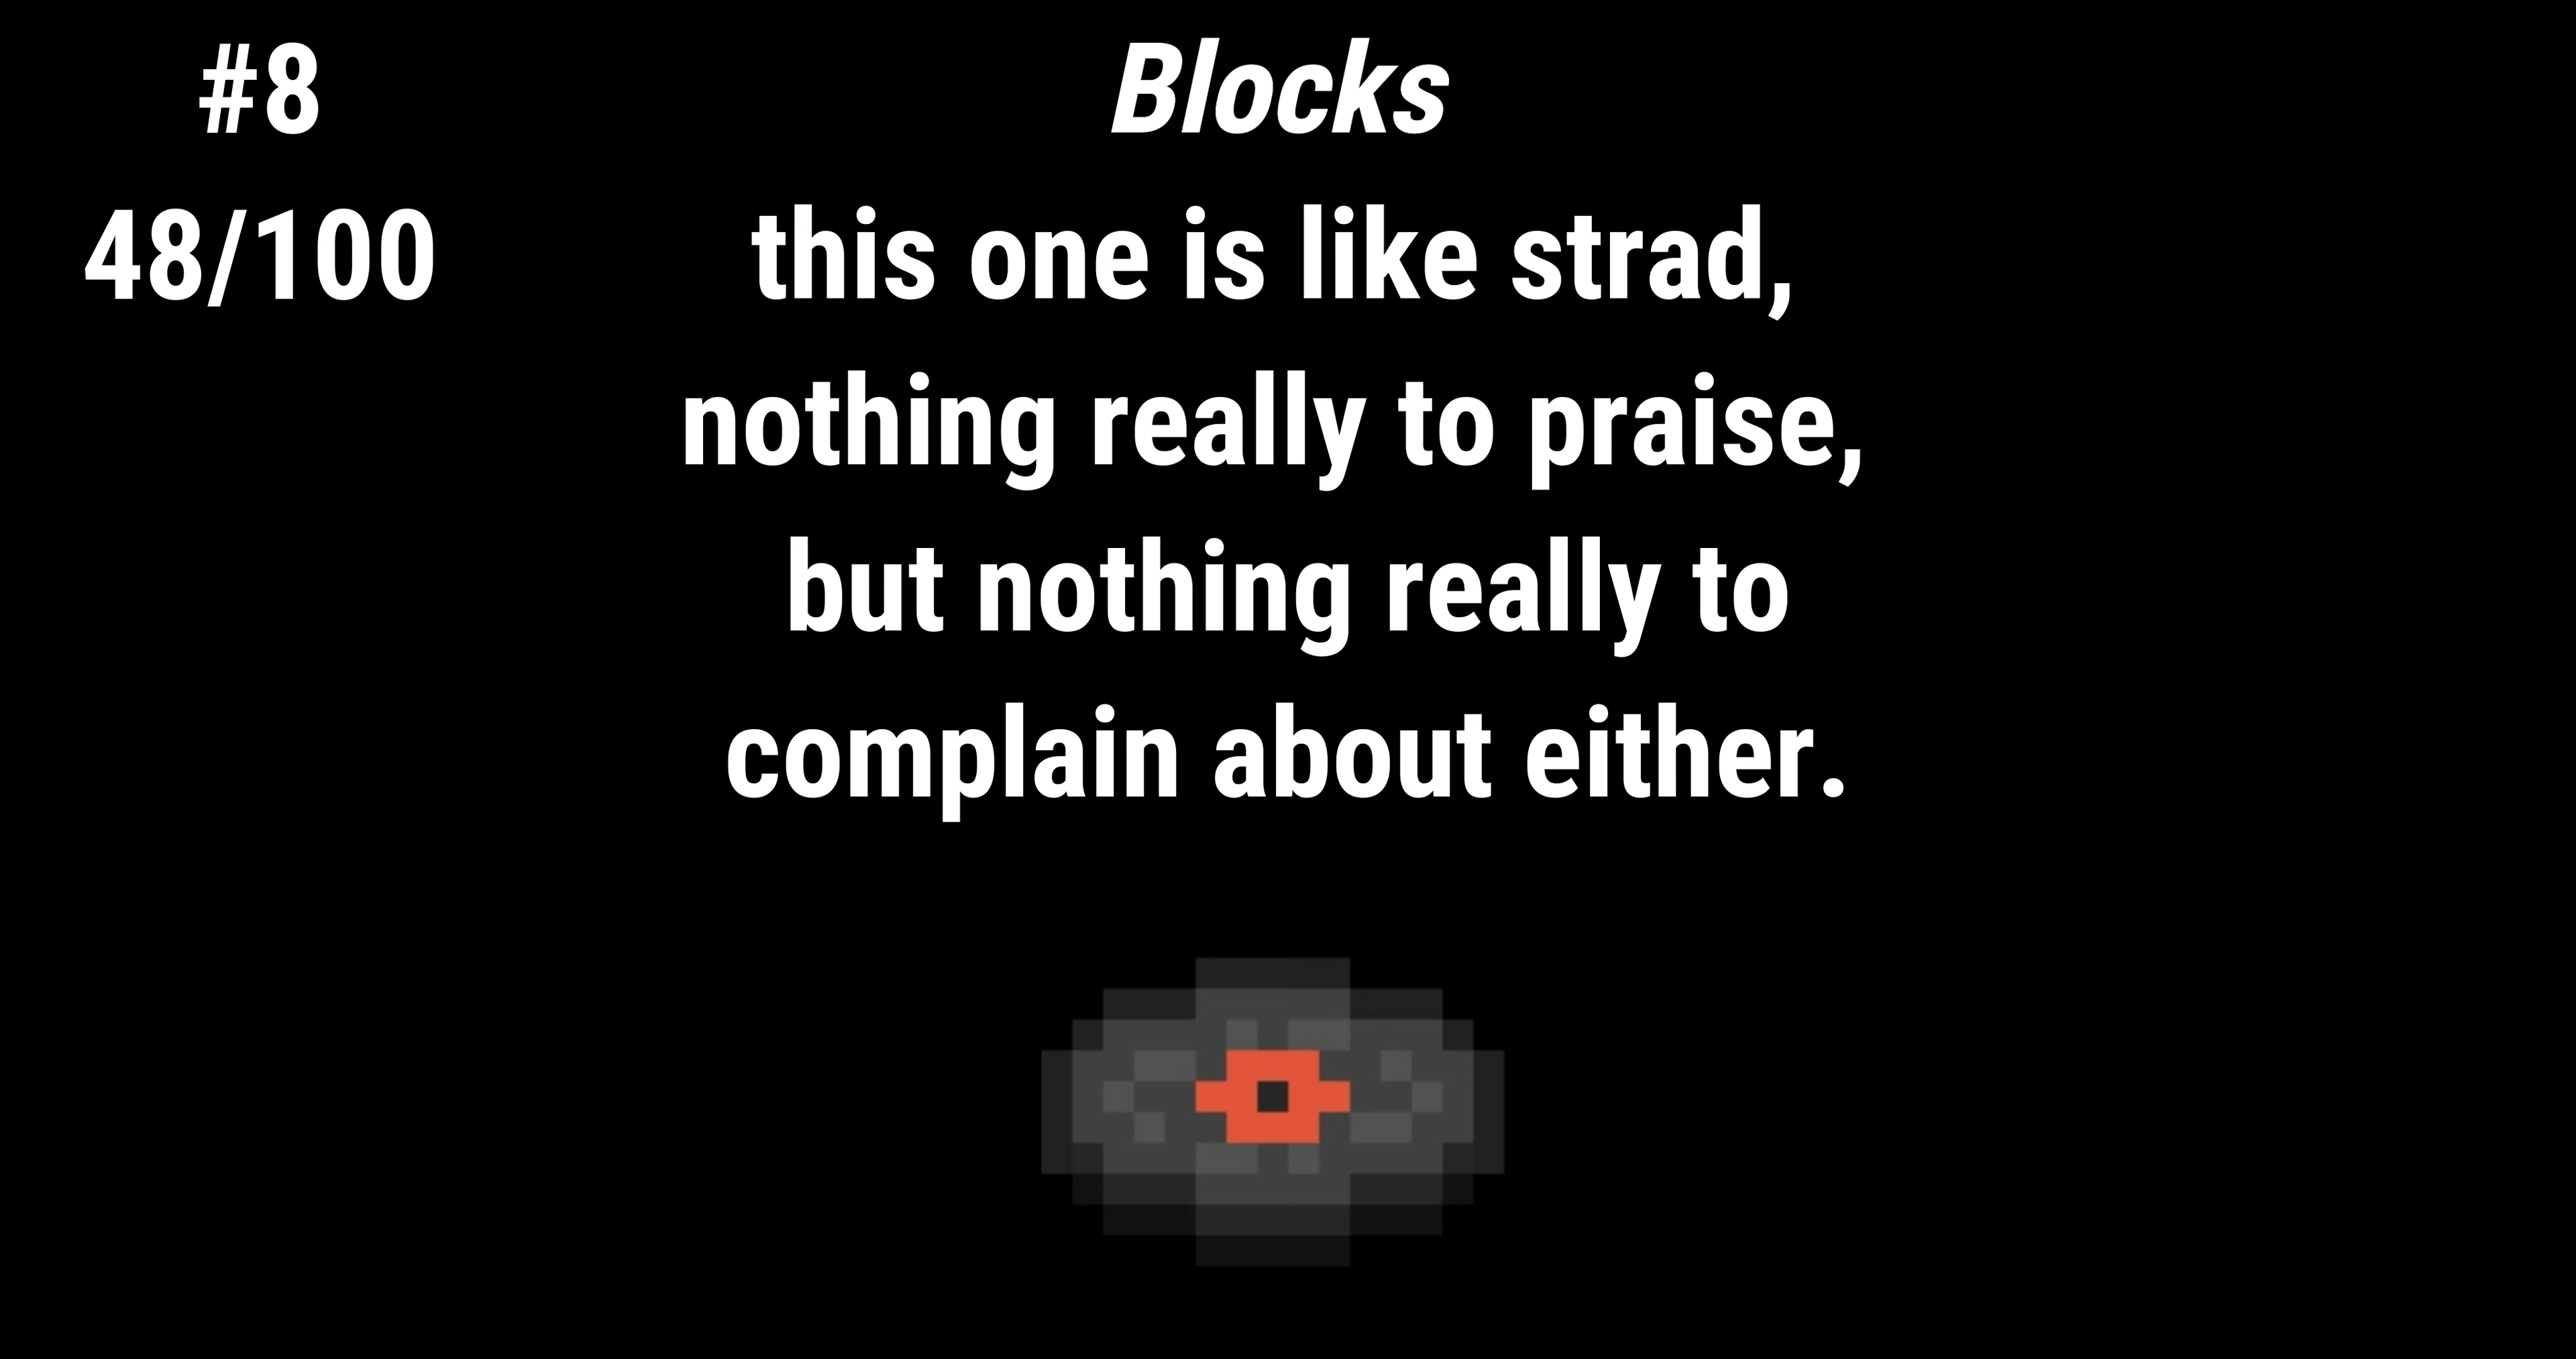 #8
Blocks
48/100
this one is like strad,
nothing really to praise,
but nothing really to
complain about either.